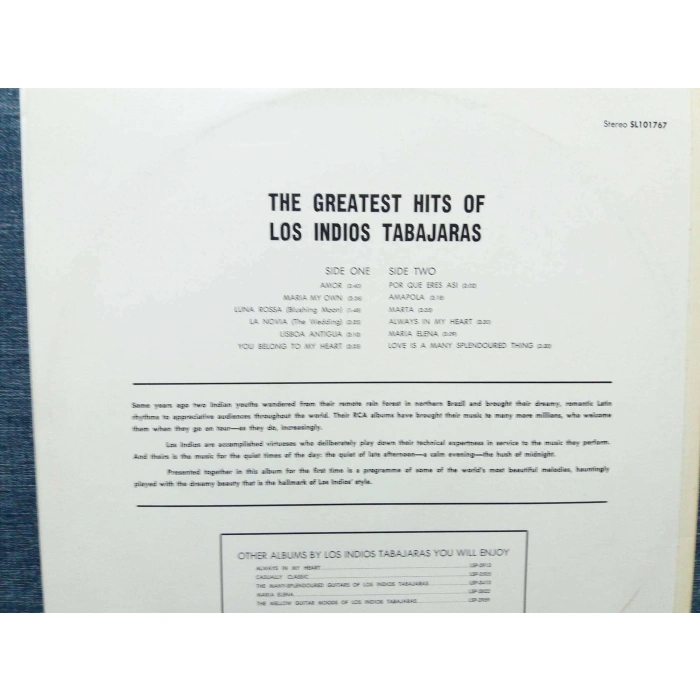 Stereo SL101767
THE GREATEST HITS OF
LOS INDIOS TABAJARAS
SIDE ONE
AMOR (2:40)
MARIA MY OWN
LUNA ROSSA (Blushing Moon) (1:48)
LA NOVIA (The Wedding)
LISBOA ANTIGUA (2:10)
YOU BELONG TO MY HEART
SIDE TWO
POR QUE ERES ASI
AMAPOLA (2:18)
MARTA
ALWAYS IN MY HEART
MARIA ELENA
LOVE IS A MANY SPLENDOURED THING
Some years ago two Indian youths wandered from their remote rain forest in northern Brazil and brought their dreamy, romantic Latin
rhythms to appreciative audiences throughout the world. Their RCA albums have brought their music to many more millions, who welcome
them when they go on tour—as they do, increasingly.
Los Indios are accomplished virtuosos who deliberately play down their technical expertness in service to the music they perform.
And theirs is the music for the quiet times of the day: the quiet of late afternoon—a calm evening—the hush of midnight.
Presented together in this album for the first time is a programme of some of the world's most beautiful melodies, hauntingly
played with the dreamy beauty that is the hallmark of Los Indios' style.
OTHER ALBUMS BY LOS INDIOS TABAJARAS YOU WILL ENJOY
ALWAYS IN MY HEART
CASUALLY CLASSIC
THE MANY-SPLENDOURED GUITARS OF LOS INDIOS TABAJARAS
MARIA ELENA
THE MELLOW GUITAR MOODS OF LOS INDIOS TABAJARAS